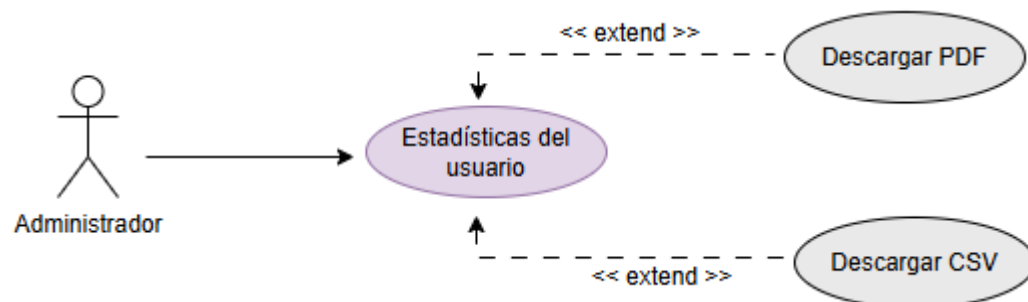 << extend >>
Descargar PDF
Estadísticas del
usuario
Administrador
Descargar CSV
<< extend >>